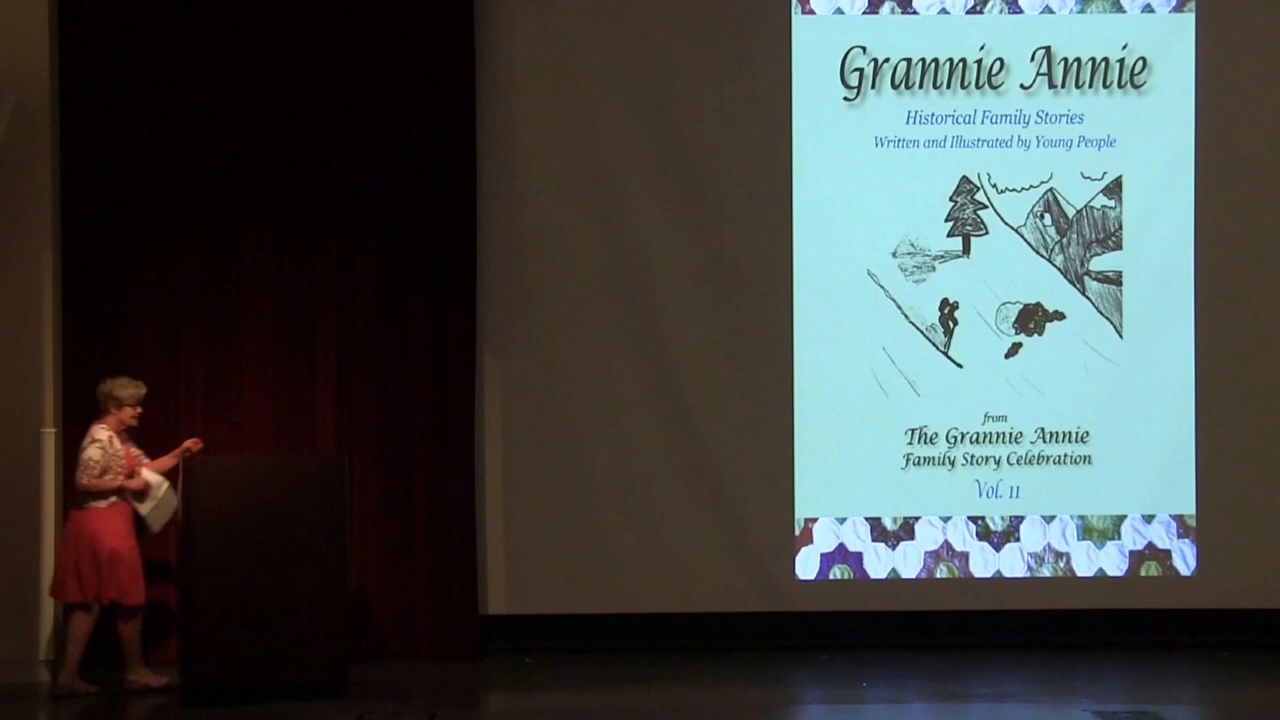 Grannie Annie
Historical Family Stories
Written and Illustrated by Young People
from
The Grannie Annie
Family Story Celebration
Vol. 11